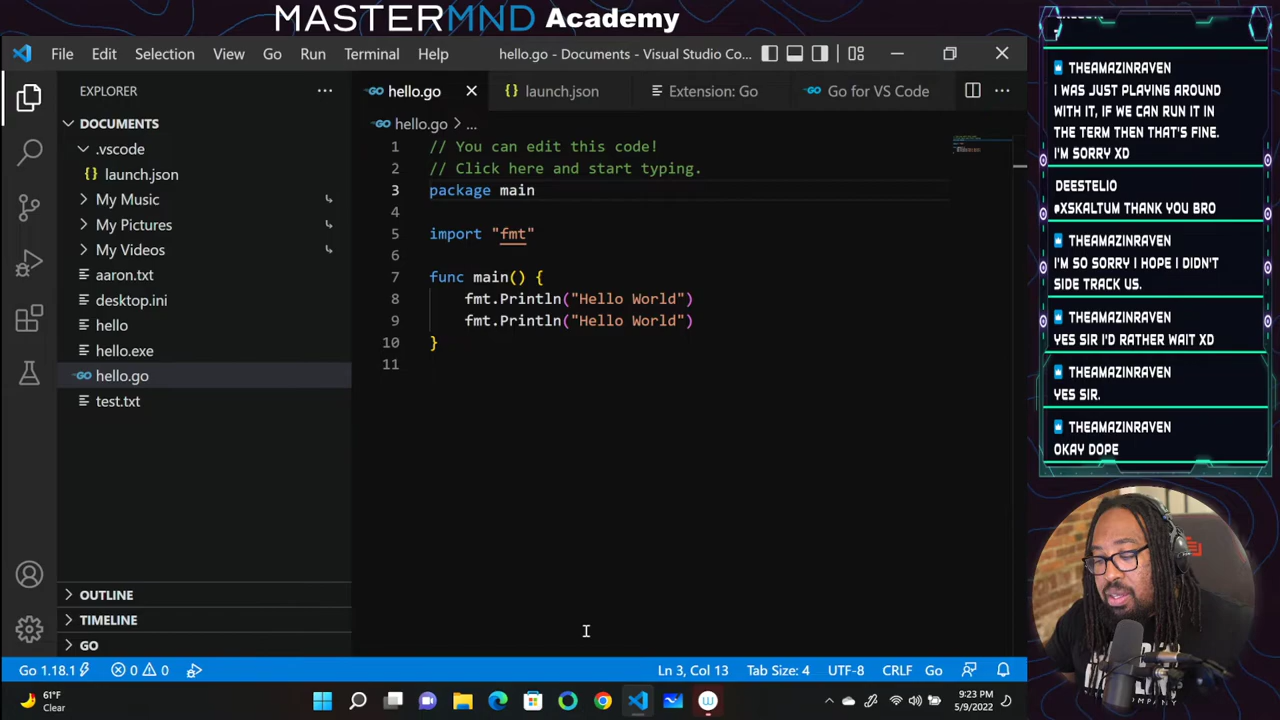 MASTERMND Academy
File Edit Selection View Go Run Terminal Help
hello.go - Documents - Visual Studio Co...
EXPLORER
DOCUMENTS
.vscode
launch.json
My Music
My Pictures
My Videos
aaron.txt
desktop.ini
hello
hello.exe
hello.go
test.txt
OUTLINE
TIMELINE
GO
hello.go
launch.json
Extension: Go
Go for VS Code
hello.go > ...
1 // You can edit this code!
2 // Click here and start typing.
3 package main
4
5 import "fmt"
6
7 func main() {
8 fmt.Println("Hello World")
9 fmt.Println("Hello World")
10 }
11
Go 1.18.1 0 0
Ln 3, Col 13 Tab Size: 4 UTF-8 CRLF Go
61°F
Clear
9:23 PM
5/9/2022
THEAMAZINRAVEN
I WAS JUST PLAYING AROUND
WITH IT, IF WE CAN RUN IT IN
THE TERM THEN THAT'S FINE.
I'M SORRY XD
DEESTELIO
@XSKALTUM THANK YOU BRO
THEAMAZINRAVEN
I'M SO SORRY I HOPE I DIDN'T
SIDE TRACK US.
THEAMAZINRAVEN
YES SIR I'D RATHER WAIT XD
THEAMAZINRAVEN
YES SIR.
THEAMAZINRAVEN
OKAY DOPE